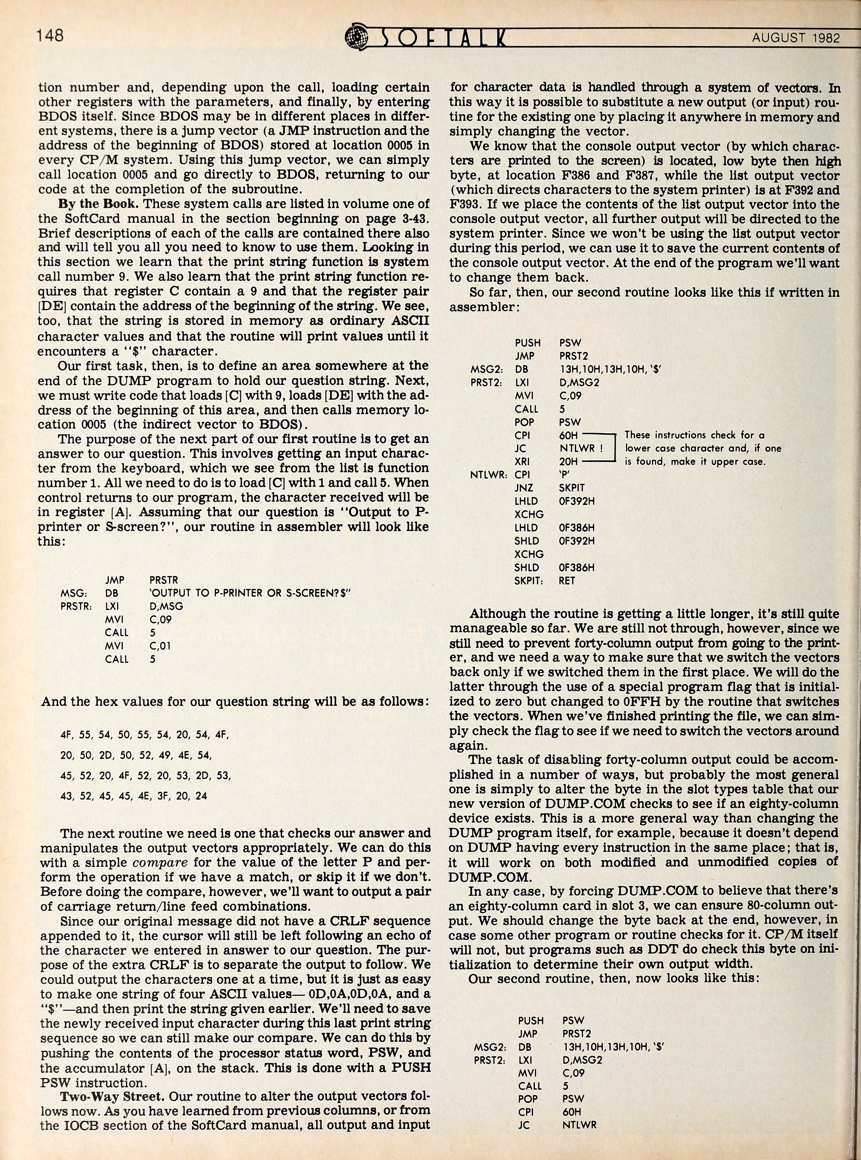 148
SOFTALK
AUGUST 1982
tion number and, depending upon the call, loading certain
other registers with the parameters, and finally, by entering
BDOS itself. Since BDOS may be in different places in differ-
ent systems, there is a jump vector (a JMP instruction and the
address of the beginning of BDOS) stored at location 0005 in
every CP/M system. Using this jump vector, we can simply
call location 0005 and go directly to BDOS, returning to our
code at the completion of the subroutine.
By the Book. These system calls are listed in volume one of
the SoftCard manual in the section beginning on page 3-43.
Brief descriptions of each of the calls are contained there also
and will tell you all you need to know to use them. Looking in
this section we learn that the print string function is system
call number 9. We also learn that the print string function re-
quires that register C contain a 9 and that the register pair
[DE] contain the address of the beginning of the string. We see,
too, that the string is stored in memory as ordinary ASCII
character values and that the routine will print values until it
encounters a "$" character.
Our first task, then, is to define an area somewhere at the
end of the DUMP program to hold our question string. Next,
we must write code that loads [C] with 9, loads [DE] with the ad-
dress of the beginning of this area, and then calls memory lo-
cation 0005 (the indirect vector to BDOS).
The purpose of the next part of our first routine is to get an
answer to our question. This involves getting an input charac-
ter from the keyboard, which we see from the list is function
number 1. All we need to do is to load [C] with 1 and call 5. When
control returns to our program, the character received will be
in register [A]. Assuming that our question is "Output to P-
printer or S-screen?", our routine in assembler will look like
this:
JMP PRSTR
MSG: DB 'OUTPUT TO P-PRINTER OR S-SCREEN?$"
PRSTR: LXI D,MSG
MVI C,09
CALL 5
MVI C,01
CALL 5
And the hex values for our question string will be as follows:
4F, 55, 54, 50, 55, 54, 20, 54, 4F,
20, 50, 2D, 50, 52, 49, 4E, 54,
45, 52, 20, 4F, 52, 20, 53, 2D, 53,
43, 52, 45, 45, 4E, 3F, 20, 24
The next routine we need is one that checks our answer and
manipulates the output vectors appropriately. We can do this
with a simple compare for the value of the letter P and per-
form the operation if we have a match, or skip it if we don't.
Before doing the compare, however, we'll want to output a pair
of carriage return/line feed combinations.
Since our original message did not have a CRLF sequence
appended to it, the cursor will still be left following an echo of
the character we entered in answer to our question. The pur-
pose of the extra CRLF is to separate the output to follow. We
could output the characters one at a time, but it is just as easy
to make one string of four ASCII values— 0D,0A,0D,0A, and a
"$"—and then print the string given earlier. We'll need to save
the newly received input character during this last print string
sequence so we can still make our compare. We can do this by
pushing the contents of the processor status word, PSW, and
the accumulator [A], on the stack. This is done with a PUSH
PSW instruction.
Two-Way Street. Our routine to alter the output vectors fol-
lows now. As you have learned from previous columns, or from
the IOCB section of the SoftCard manual, all output and input
for character data is handled through a system of vectors. In
this way it is possible to substitute a new output (or input) rou-
tine for the existing one by placing it anywhere in memory and
simply changing the vector.
We know that the console output vector (by which charac-
ters are printed to the screen) is located, low byte then high
byte, at location F386 and F387, while the list output vector
(which directs characters to the system printer) is at F392 and
F393. If we place the contents of the list output vector into the
console output vector, all further output will be directed to the
system printer. Since we won't be using the list output vector
during this period, we can use it to save the current contents of
the console output vector. At the end of the program we'll want
to change them back.
So far, then, our second routine looks like this if written in
assembler:
PUSH PSW
JMP PRST2
MSG2: DB 13H,10H,13H,10H,'$'
PRST2: LXI D,MSG2
MVI C,09
CALL 5
POP PSW
CPI 60H These instructions check for a
JC NTLWR ! lower case character and, if one
XRI 20H is found, make it upper case.
NTLWR: CPI 'P'
JNZ SKPIT
LHLD 0F392H
XCHG
LHLD 0F386H
SHLD 0F392H
XCHG
SHLD 0F386H
SKPIT: RET
Although the routine is getting a little longer, it's still quite
manageable so far. We are still not through, however, since we
still need to prevent forty-column output from going to the print-
er, and we need a way to make sure that we switch the vectors
back only if we switched them in the first place. We will do the
latter through the use of a special program flag that is initial-
ized to zero but changed to 0FFH by the routine that switches
the vectors. When we've finished printing the file, we can sim-
ply check the flag to see if we need to switch the vectors around
again.
The task of disabling forty-column output could be accom-
plished in a number of ways, but probably the most general
one is simply to alter the byte in the slot types table that our
new version of DUMP.COM checks to see if an eighty-column
device exists. This is a more general way than changing the
DUMP program itself, for example, because it doesn't depend
on DUMP having every instruction in the same place; that is,
it will work on both modified and unmodified copies of
DUMP.COM.
In any case, by forcing DUMP.COM to believe that there's
an eighty-column card in slot 3, we can ensure 80-column out-
put. We should change the byte back at the end, however, in
case some other program or routine checks for it. CP/M itself
will not, but programs such as DDT do check this byte on ini-
tialization to determine their own output width.
Our second routine, then, now looks like this:
PUSH PSW
JMP PRST2
MSG2: DB 13H,10H,13H,10H,'$'
PRST2: LXI D,MSG2
MVI C,09
CALL 5
POP PSW
CPI 60H
JC NTLWR